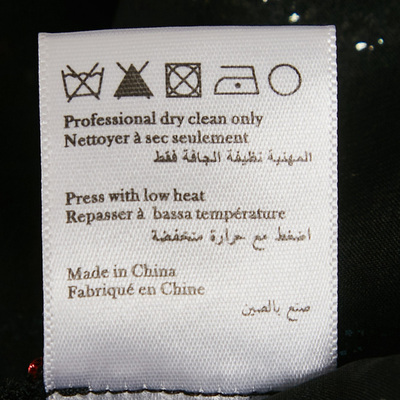 Professional dry clean only
Nettoyer à sec seulement
المهنية نظيفة الجافة فقط
Press with low heat
Repasser à bassa température
اضغط مع حرارة منخفضة
Made in China
Fabriqué en Chine
صنع بالصين